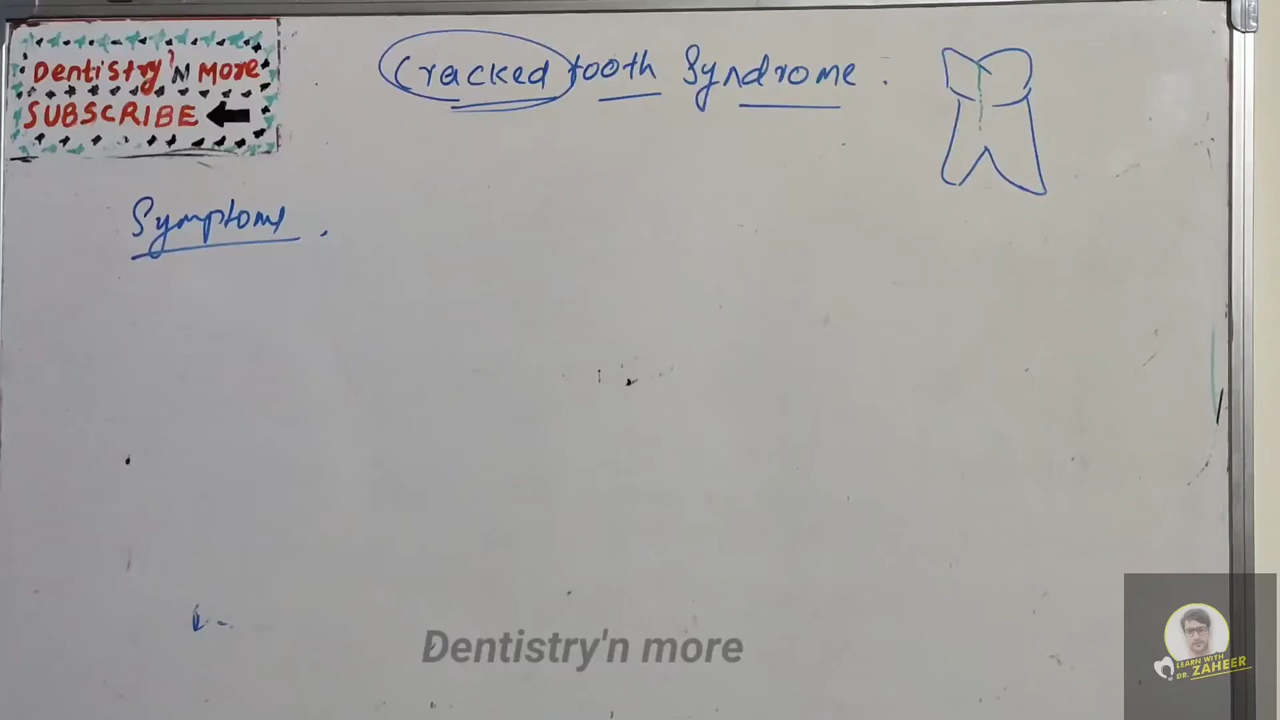 Dentistry'N MORE
SUBSCRIBE
Cracked tooth Syndrome :
Symptoms
Dentistry'n more
LEARN WITH
DR. ZAHEER